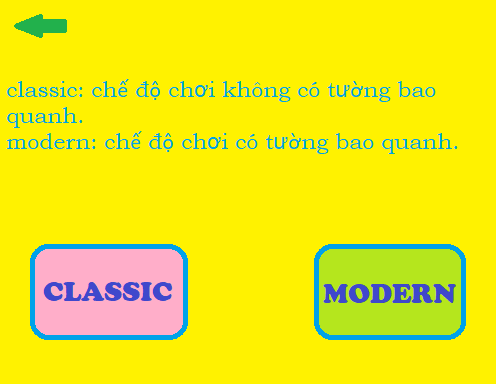 classic: chế độ chơi không có tường bao
quanh.
modern: chế độ chơi có tường bao quanh.
CLASSIC
MODERN